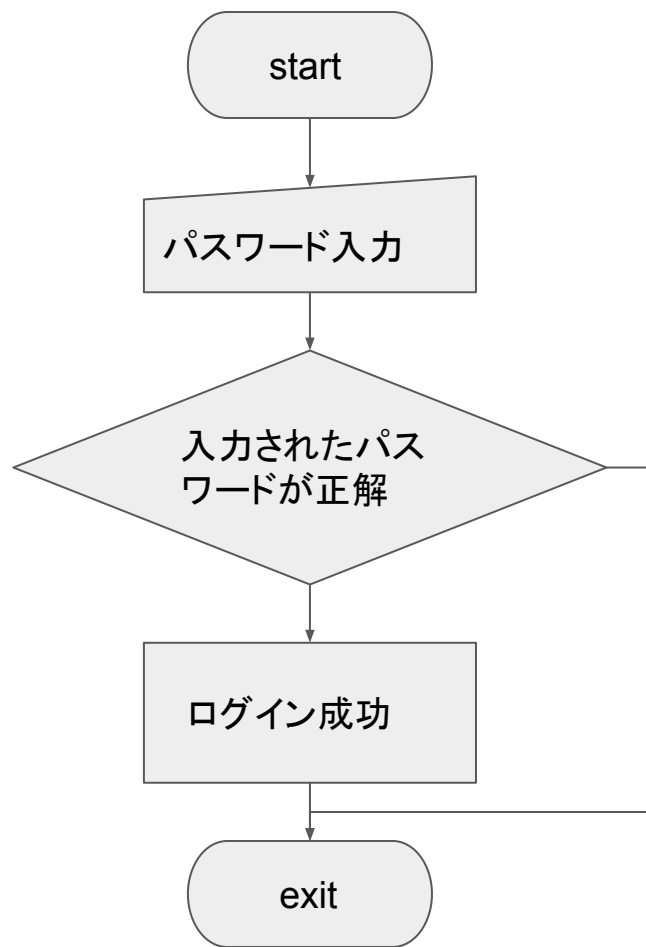 start
パスワード入力
入力されたパス
ワードが正解
ログイン成功
exit